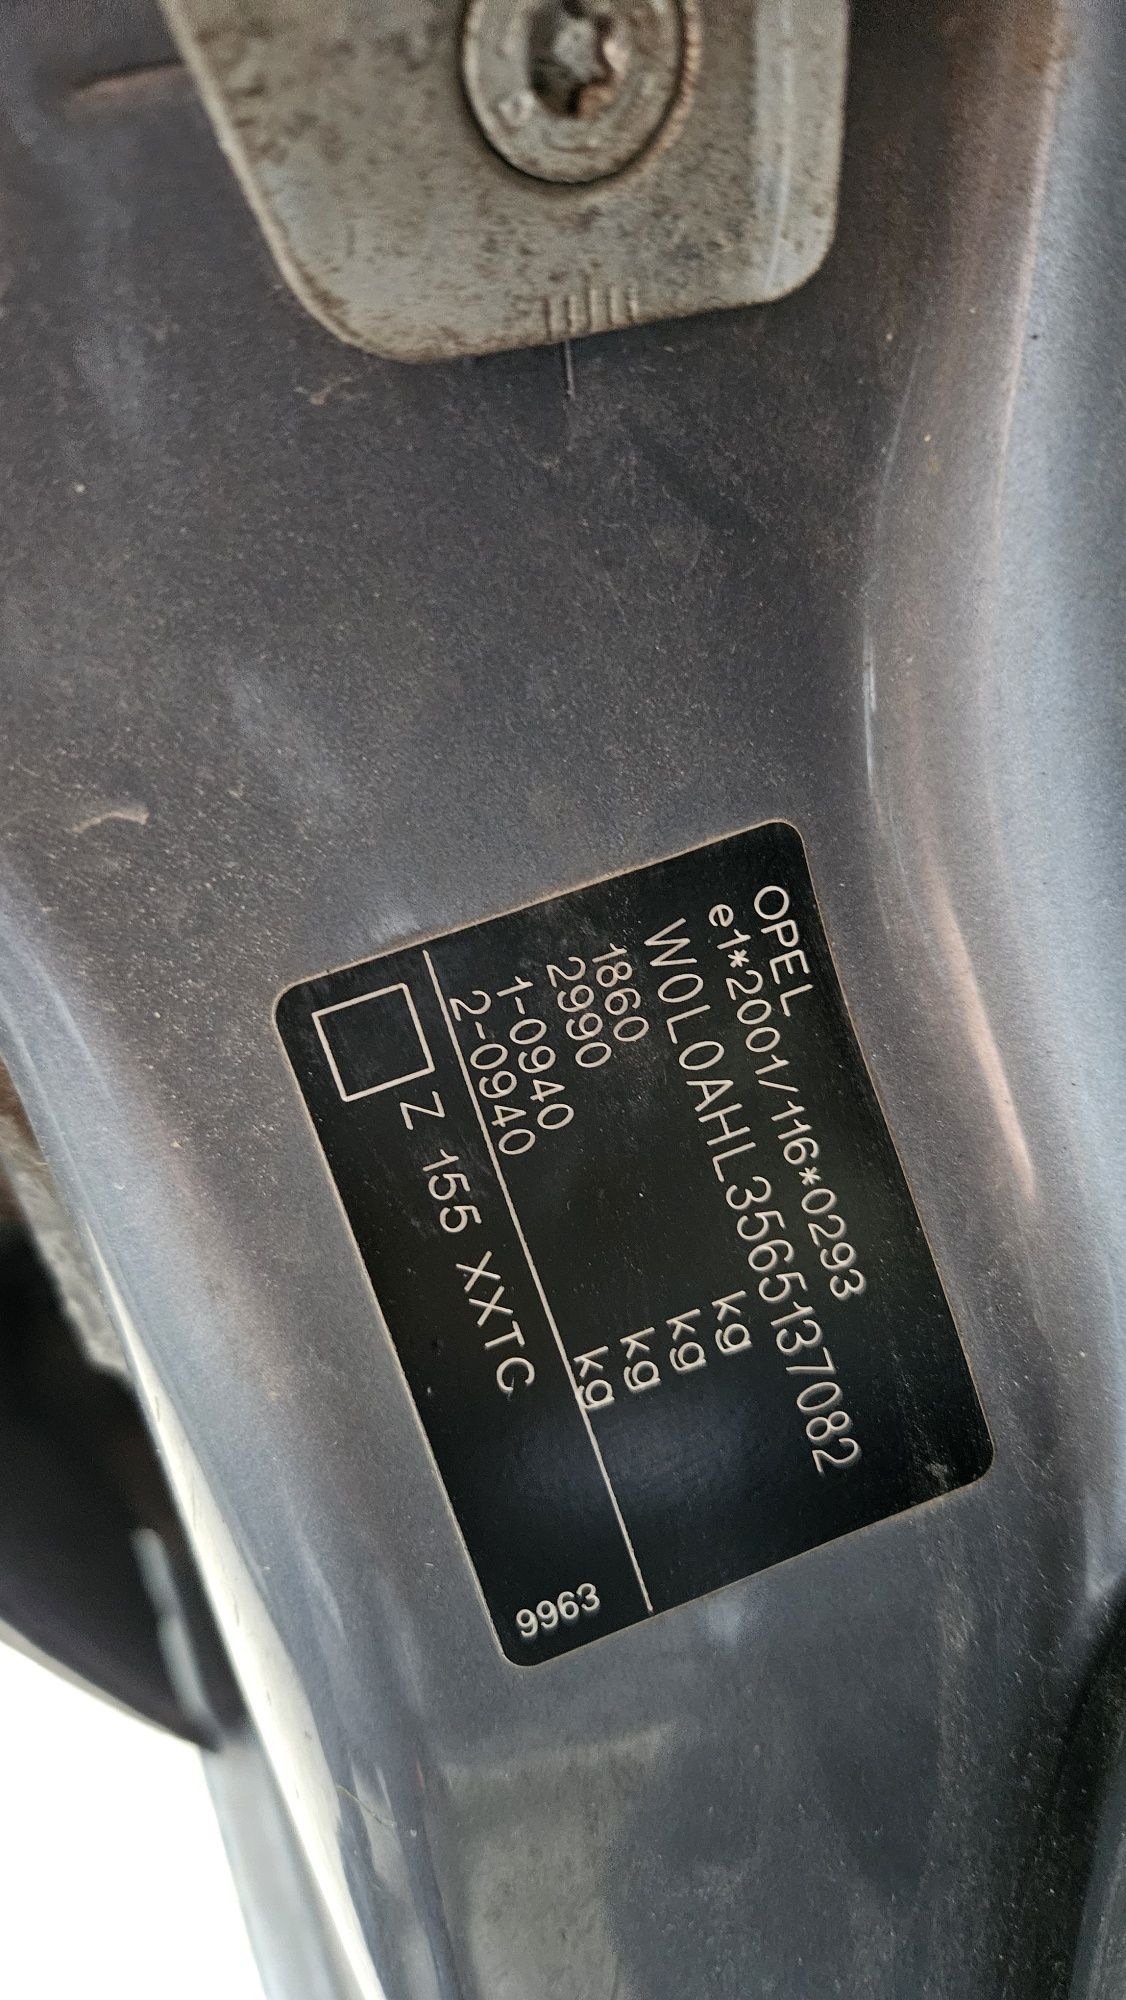 OPEL
e1*2001/116*0293
W0L0AHL3565137082
1860 kg
2990 kg
1-0940 kg
2-0940 kg
Z 155 XXTC
9963